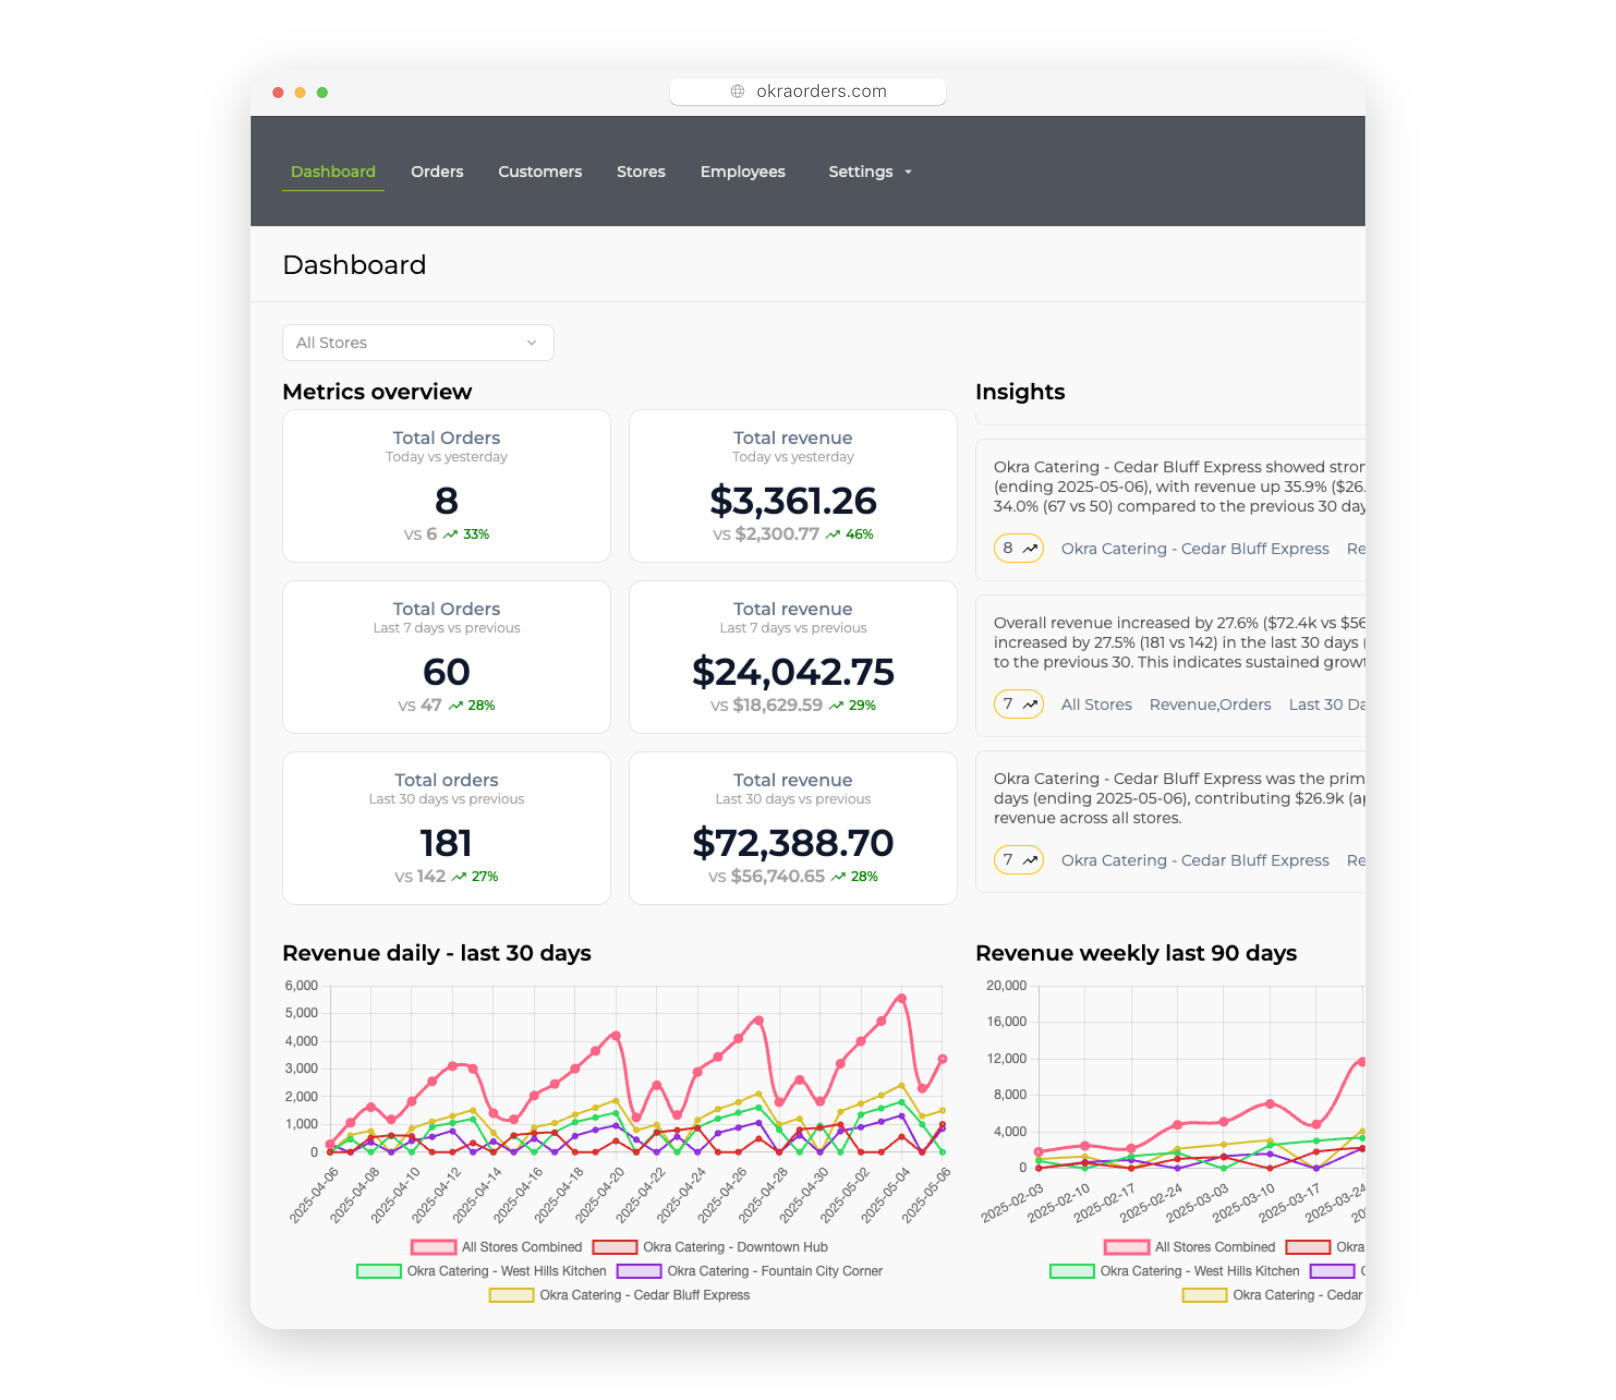 okraorders.com
Dashboard Orders Customers Stores Employees Settings
Dashboard
All Stores
Metrics overview
Total Orders
Today vs yesterday
8
vs 6 33%
Total revenue
Today vs yesterday
$3,361.26
vs $2,300.77 46%
Total Orders
Last 7 days vs previous
60
vs 47 28%
Total revenue
Last 7 days vs previous
$24,042.75
vs $18,629.59 29%
Total orders
Last 30 days vs previous
181
vs 142 27%
Total revenue
Last 30 days vs previous
$72,388.70
vs $56,740.65 28%
Insights
Okra Catering - Cedar Bluff Express showed
(ending 2025-05-06), with revenue up 35.9% ($26.
34.0% (67 vs 50) compared to the previous 30
8 Okra Catering - Cedar Bluff Express
Overall revenue increased by 27.6% ($72.4k vs $56
increased by 27.5% (181 vs 142) in the last 30 days
to the previous 30. This indicates sustained
7 All Stores Revenue,Orders Last 30
Okra Catering - Cedar Bluff Express was the
days (ending 2025-05-06), contributing $26.9k
revenue across all stores.
7 Okra Catering - Cedar Bluff Express
Revenue daily - last 30 days
6,000
5,000
4,000
3,000
2,000
1,000
0
2025-04-06 2025-04-08 2025-04-10 2025-04-12 2025-04-14 2025-04-16 2025-04-18 2025-04-20 2025-04-22 2025-04-24 2025-04-26 2025-04-28 2025-04-30 2025-05-02 2025-05-04 2025-05-06
All Stores Combined Okra Catering - Downtown Hub
Okra Catering - West Hills Kitchen Okra Catering - Fountain City Corner
Okra Catering - Cedar Bluff Express
Revenue weekly last 90 days
20,000
16,000
12,000
8,000
4,000
0
2025-02-03 2025-02-10 2025-02-17 2025-02-24 2025-03-03 2025-03-10 2025-03-17 2025-03-24
All Stores Combined Okra
Okra Catering - West Hills Kitchen
Okra Catering - Cedar